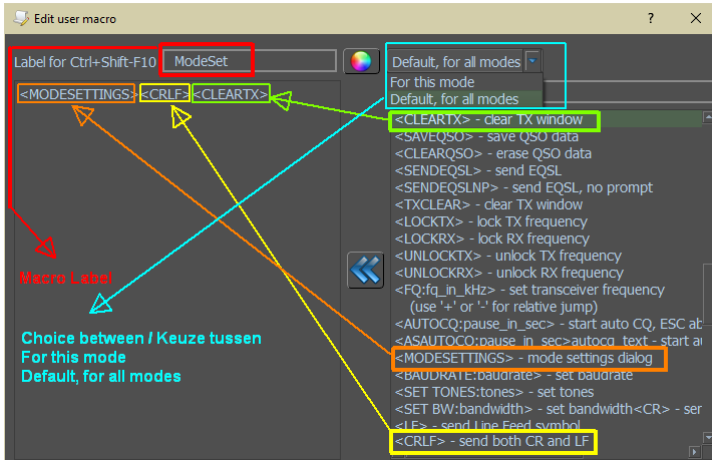 Edit user macro
Label for Ctrl+Shift-F10 ModeSet Default, for all modes
For this mode
Default, for all modes
<MODESETTINGS><CRLF><CLEARTX>
<CLEARTX> - clear TX window
<SAVEQSO> - save QSO data
<CLEARQSO> - erase QSO data
<SENDEQSL> - send EQSL
<SENDEQSLNP> - send EQSL, no prompt
<TXCLEAR> - clear TX window
<LOCKTX> - lock TX frequency
<LOCKRX> - lock RX frequency
<UNLOCKTX> - unlock TX frequency
<UNLOCKRX> - unlock RX frequency
<FQ:fq_in_kHz> - set transceiver frequency
(use '+' or '-' for relative jump)
<AUTOCQ:pause_in_sec> - start auto CQ, ESC ab
<ASAUTOCQ:pause_in_sec>autocq_text - start au
<MODESETTINGS> - mode settings dialog
<BAUDRATE:baudrate> - set baudrate
<SET TONES:tones> - set tones
<SET BW:bandwidth> - set bandwidth<CR> - ser
<LF> - send Line Feed symbol
<CRLF> - send both CR and LF
Macro Label
Choice between / Keuze tussen
For this mode
Default, for all modes